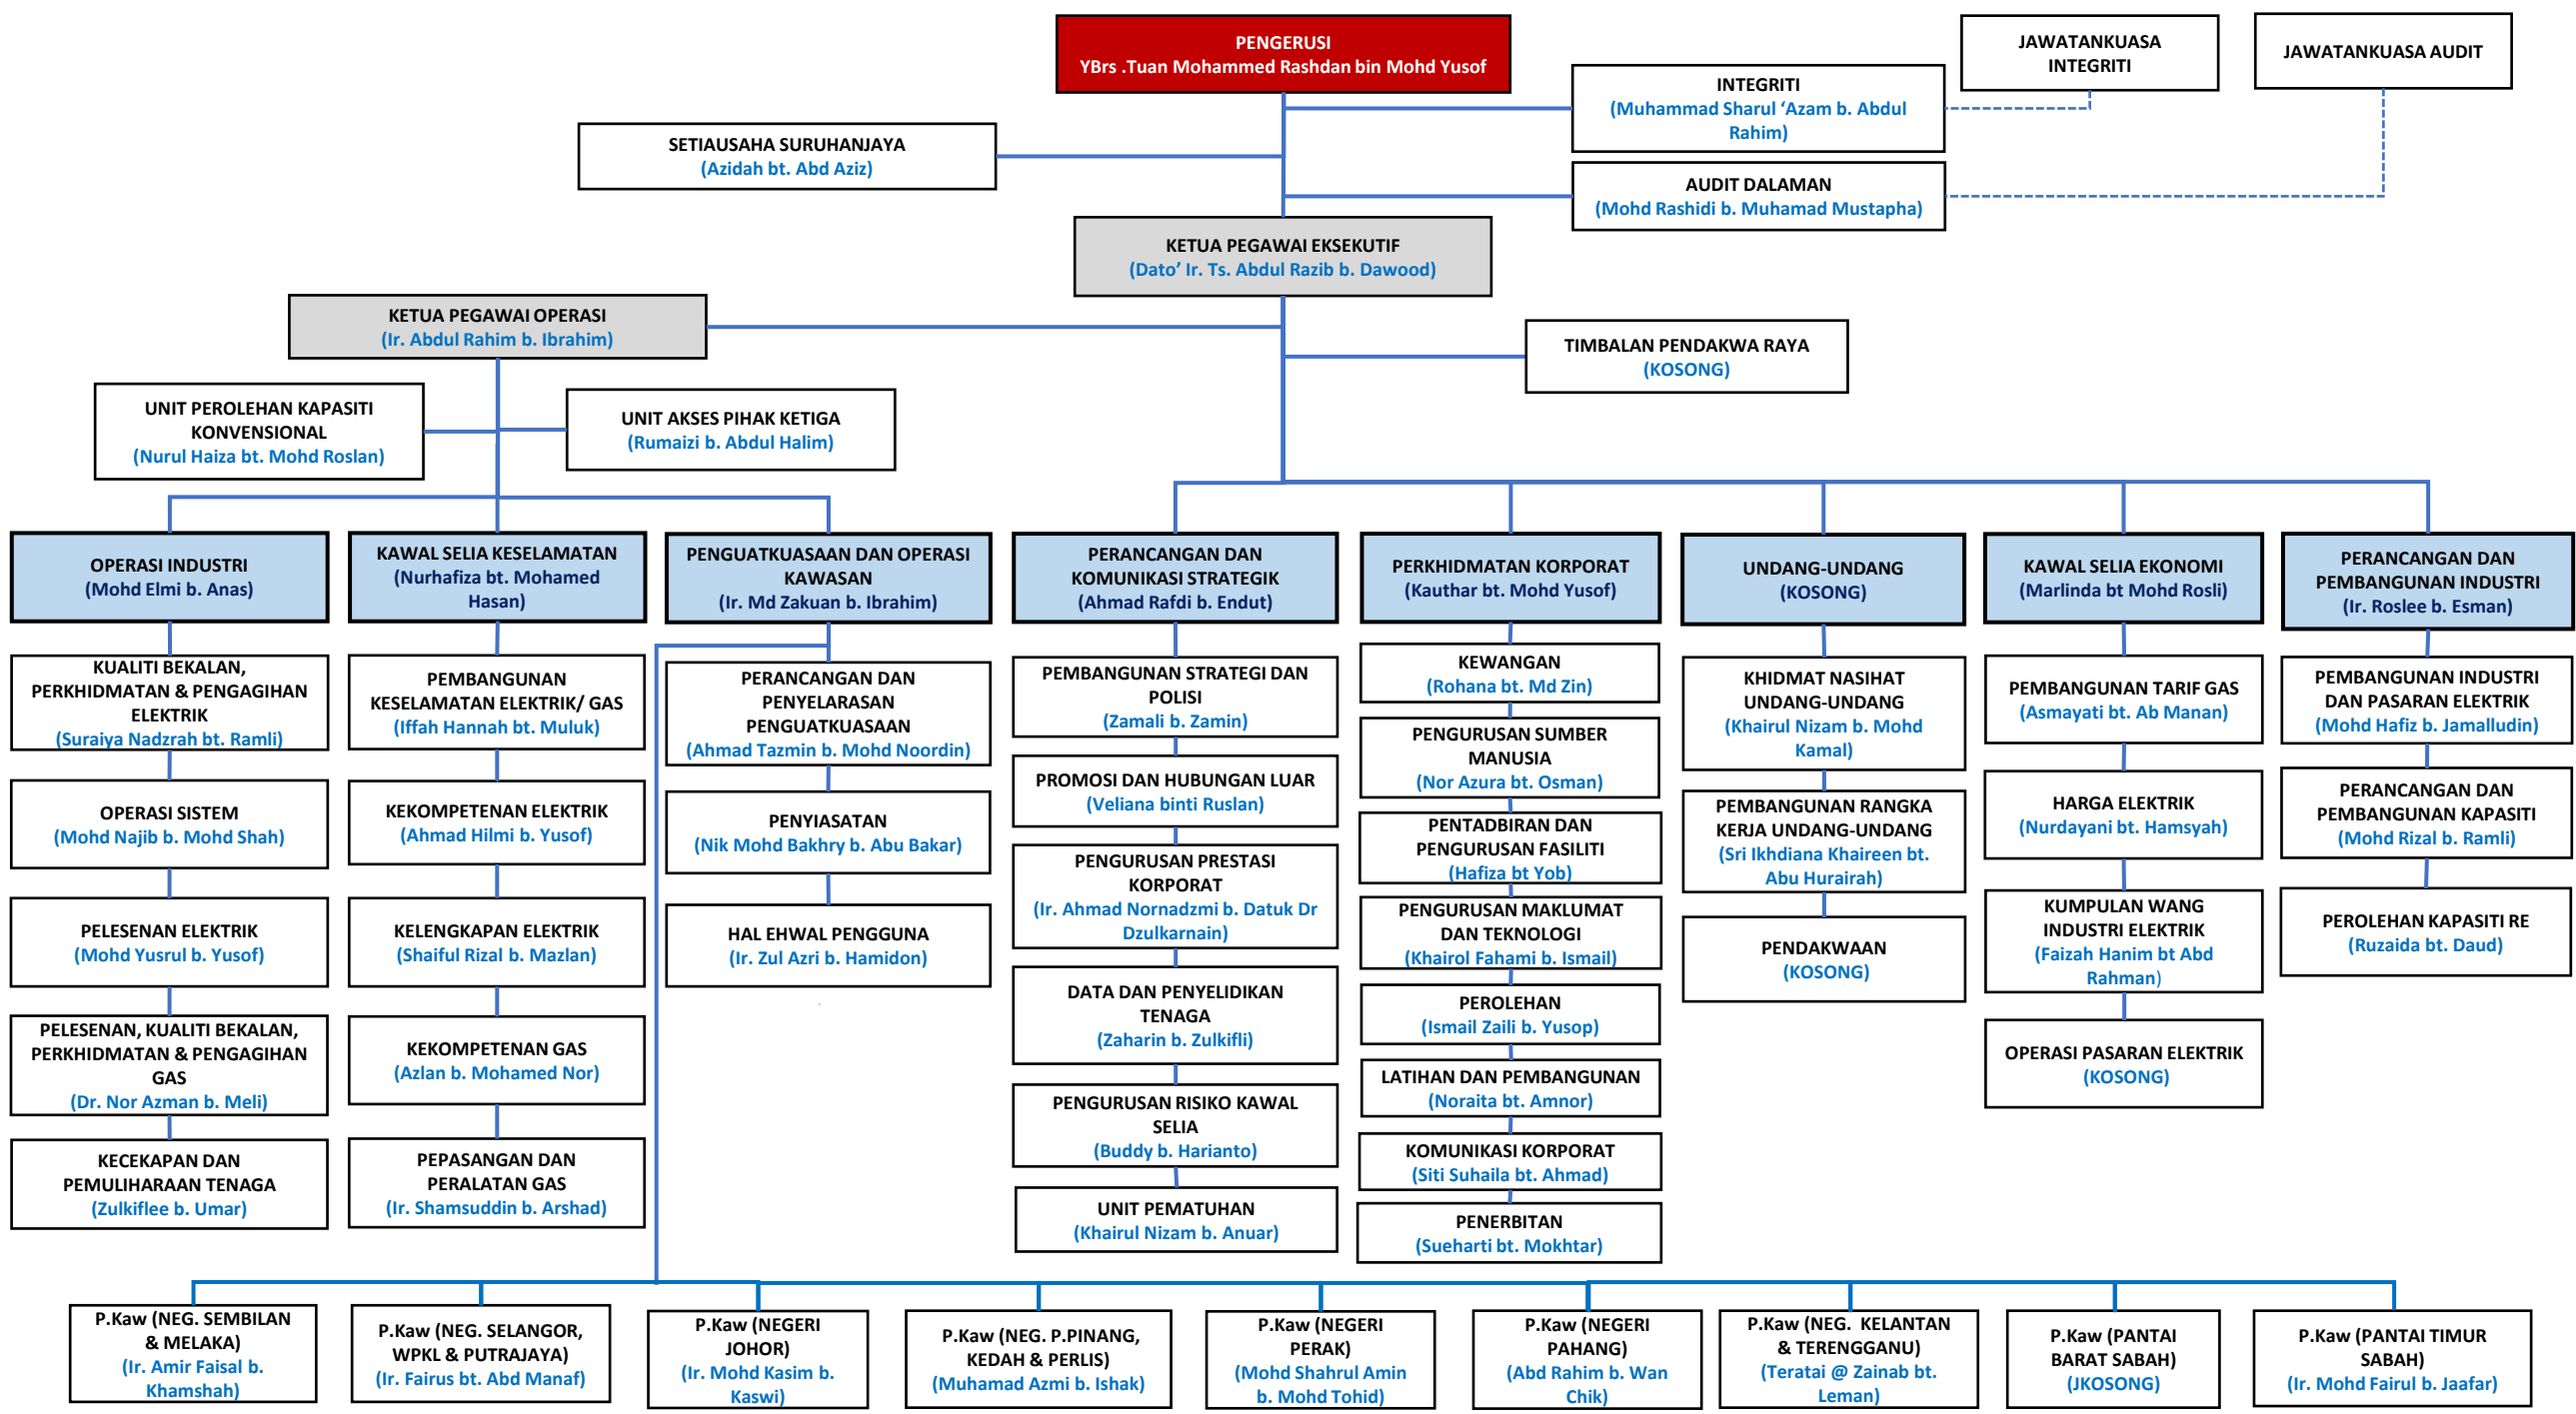 PENGERUSI
YBrs .Tuan Mohammed Rashdan bin Mohd Yusof
JAWATANKUASA
INTEGRITI
JAWATANKUASA AUDIT
INTEGRITI
(Muhammad Sharul ‘Azam b. Abdul
Rahim)
SETIAUSAHA SURUHANJAYA
(Azidah bt. Abd Aziz)
AUDIT DALAMAN
(Mohd Rashidi b. Muhamad Mustapha)
KETUA PEGAWAI EKSEKUTIF
(Dato’ Ir. Ts. Abdul Razib b. Dawood)
KETUA PEGAWAI OPERASI
(Ir. Abdul Rahim b. Ibrahim)
TIMBALAN PENDAKWA RAYA
(KOSONG)
UNIT PEROLEHAN KAPASITI
KONVENSIONAL
(Nurul Haiza bt. Mohd Roslan)
UNIT AKSES PIHAK KETIGA
(Rumaizi b. Abdul Halim)
OPERASI INDUSTRI
(Mohd Elmi b. Anas)
KAWAL SELIA KESELAMATAN
(Nurhafiza bt. Mohamed
Hasan)
PENGUATKUASAAN DAN OPERASI
KAWASAN
(Ir. Md Zakuan b. Ibrahim)
PERANCANGAN DAN
KOMUNIKASI STRATEGIK
(Ahmad Rafdi b. Endut)
PERKHIDMATAN KORPORAT
(Kauthar bt. Mohd Yusof)
UNDANG-UNDANG
(KOSONG)
KAWAL SELIA EKONOMI
(Marlinda bt Mohd Rosli)
PERANCANGAN DAN
PEMBANGUNAN INDUSTRI
(Ir. Roslee b. Esman)
KUALITI BEKALAN,
PERKHIDMATAN & PENGAGIHAN
ELEKTRIK
(Suraiya Nadzrah bt. Ramli)
OPERASI SISTEM
(Mohd Najib b. Mohd Shah)
PELESENAN ELEKTRIK
(Mohd Yusrul b. Yusof)
PELESENAN, KUALITI BEKALAN,
PERKHIDMATAN & PENGAGIHAN
GAS
(Dr. Nor Azman b. Meli)
KECEKAPAN DAN
PEMULIHARAAN TENAGA
(Zulkiflee b. Umar)
PEMBANGUNAN
KESELAMATAN ELEKTRIK/ GAS
(Iffah Hannah bt. Muluk)
KEKOMPETENAN ELEKTRIK
(Ahmad Hilmi b. Yusof)
KELENGKAPAN ELEKTRIK
(Shaiful Rizal b. Mazlan)
KEKOMPETENAN GAS
(Azlan b. Mohamed Nor)
PEPASANGAN DAN
PERALATAN GAS
(Ir. Shamsuddin b. Arshad)
PERANCANGAN DAN
PENYELARASAN
PENGUATKUASAAN
(Ahmad Tazmin b. Mohd Noordin)
PENYIASATAN
(Nik Mohd Bakhry b. Abu Bakar)
HAL EHWAL PENGGUNA
(Ir. Zul Azri b. Hamidon)
PEMBANGUNAN STRATEGI DAN
POLISI
(Zamali b. Zamin)
PROMOSI DAN HUBUNGAN LUAR
(Veliana binti Ruslan)
PENGURUSAN PRESTASI
KORPORAT
(Ir. Ahmad Nornadzmi b. Datuk Dr
Dzulkarnain)
DATA DAN PENYELIDIKAN
TENAGA
(Zaharin b. Zulkifli)
PENGURUSAN RISIKO KAWAL
SELIA
(Buddy b. Harianto)
UNIT PEMATUHAN
(Khairul Nizam b. Anuar)
KEWANGAN
(Rohana bt. Md Zin)
PENGURUSAN SUMBER
MANUSIA
(Nor Azura bt. Osman)
PENTADBIRAN DAN
PENGURUSAN FASILITI
(Hafiza bt Yob)
PENGURUSAN MAKLUMAT
DAN TEKNOLOGI
(Khairol Fahami b. Ismail)
PEROLEHAN
(Ismail Zaili b. Yusop)
LATIHAN DAN PEMBANGUNAN
(Noraita bt. Amnor)
KOMUNIKASI KORPORAT
(Siti Suhaila bt. Ahmad)
PENERBITAN
(Sueharti bt. Mokhtar)
KHIDMAT NASIHAT
UNDANG-UNDANG
(Khairul Nizam b. Mohd
Kamal)
PEMBANGUNAN RANGKA
KERJA UNDANG-UNDANG
(Sri Ikhdiana Khaireen bt.
Abu Hurairah)
PENDAKWAAN
(KOSONG)
PEMBANGUNAN TARIF GAS
(Asmayati bt. Ab Manan)
HARGA ELEKTRIK
(Nurdayani bt. Hamsyah)
KUMPULAN WANG
INDUSTRI ELEKTRIK
(Faizah Hanim bt Abd
Rahman)
OPERASI PASARAN ELEKTRIK
(KOSONG)
PEMBANGUNAN INDUSTRI
DAN PASARAN ELEKTRIK
(Mohd Hafiz b. Jamalludin)
PERANCANGAN DAN
PEMBANGUNAN KAPASITI
(Mohd Rizal b. Ramli)
PEROLEHAN KAPASITI RE
(Ruzaida bt. Daud)
P.Kaw (NEG. SEMBILAN
& MELAKA)
(Ir. Amir Faisal b.
Khamshah)
P.Kaw (NEG. SELANGOR,
WPKL & PUTRAJAYA)
(Ir. Fairus bt. Abd Manaf)
P.Kaw (NEGERI
JOHOR)
(Ir. Mohd Kasim b.
Kaswi)
P.Kaw (NEG. P.PINANG,
KEDAH & PERLIS)
(Muhamad Azmi b. Ishak)
P.Kaw (NEGERI
PERAK)
(Mohd Shahrul Amin
b. Mohd Tohid)
P.Kaw (NEGERI
PAHANG)
(Abd Rahim b. Wan
Chik)
P.Kaw (NEG. KELANTAN
& TERENGGANU)
(Teratai @ Zainab bt.
Leman)
P.Kaw (PANTAI
BARAT SABAH)
(JKOSONG)
P.Kaw (PANTAI TIMUR
SABAH)
(Ir. Mohd Fairul b. Jaafar)